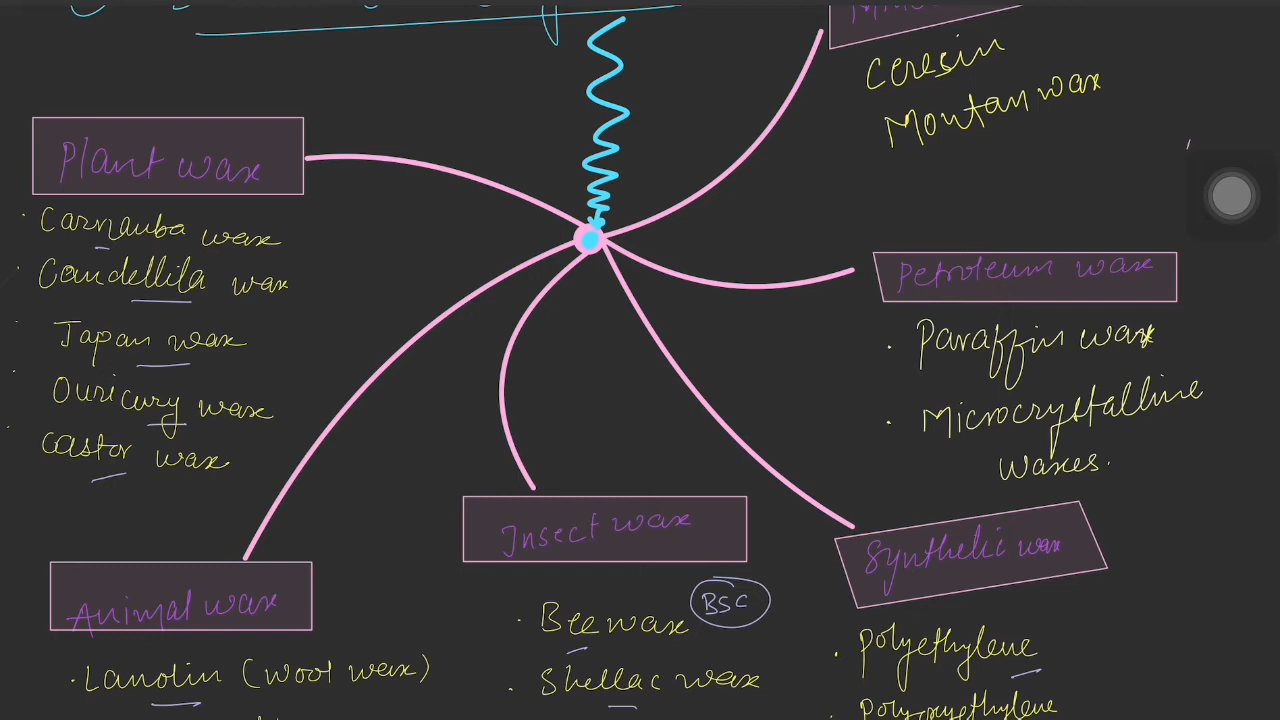 Ceresin
Montan wax
Plant wax
Carnauba wax
Candellila wax
Japan wax
Ouricury wax
Castor wax
Petroleum wax
Paraffin wax
Microcrystalline
waxes.
Insect wax
Bee wax
BSC
Shellac wax
Synthetic wax
Polyethylene
Polyoxyethylene
Animal wax
Lanolin (wool wax)